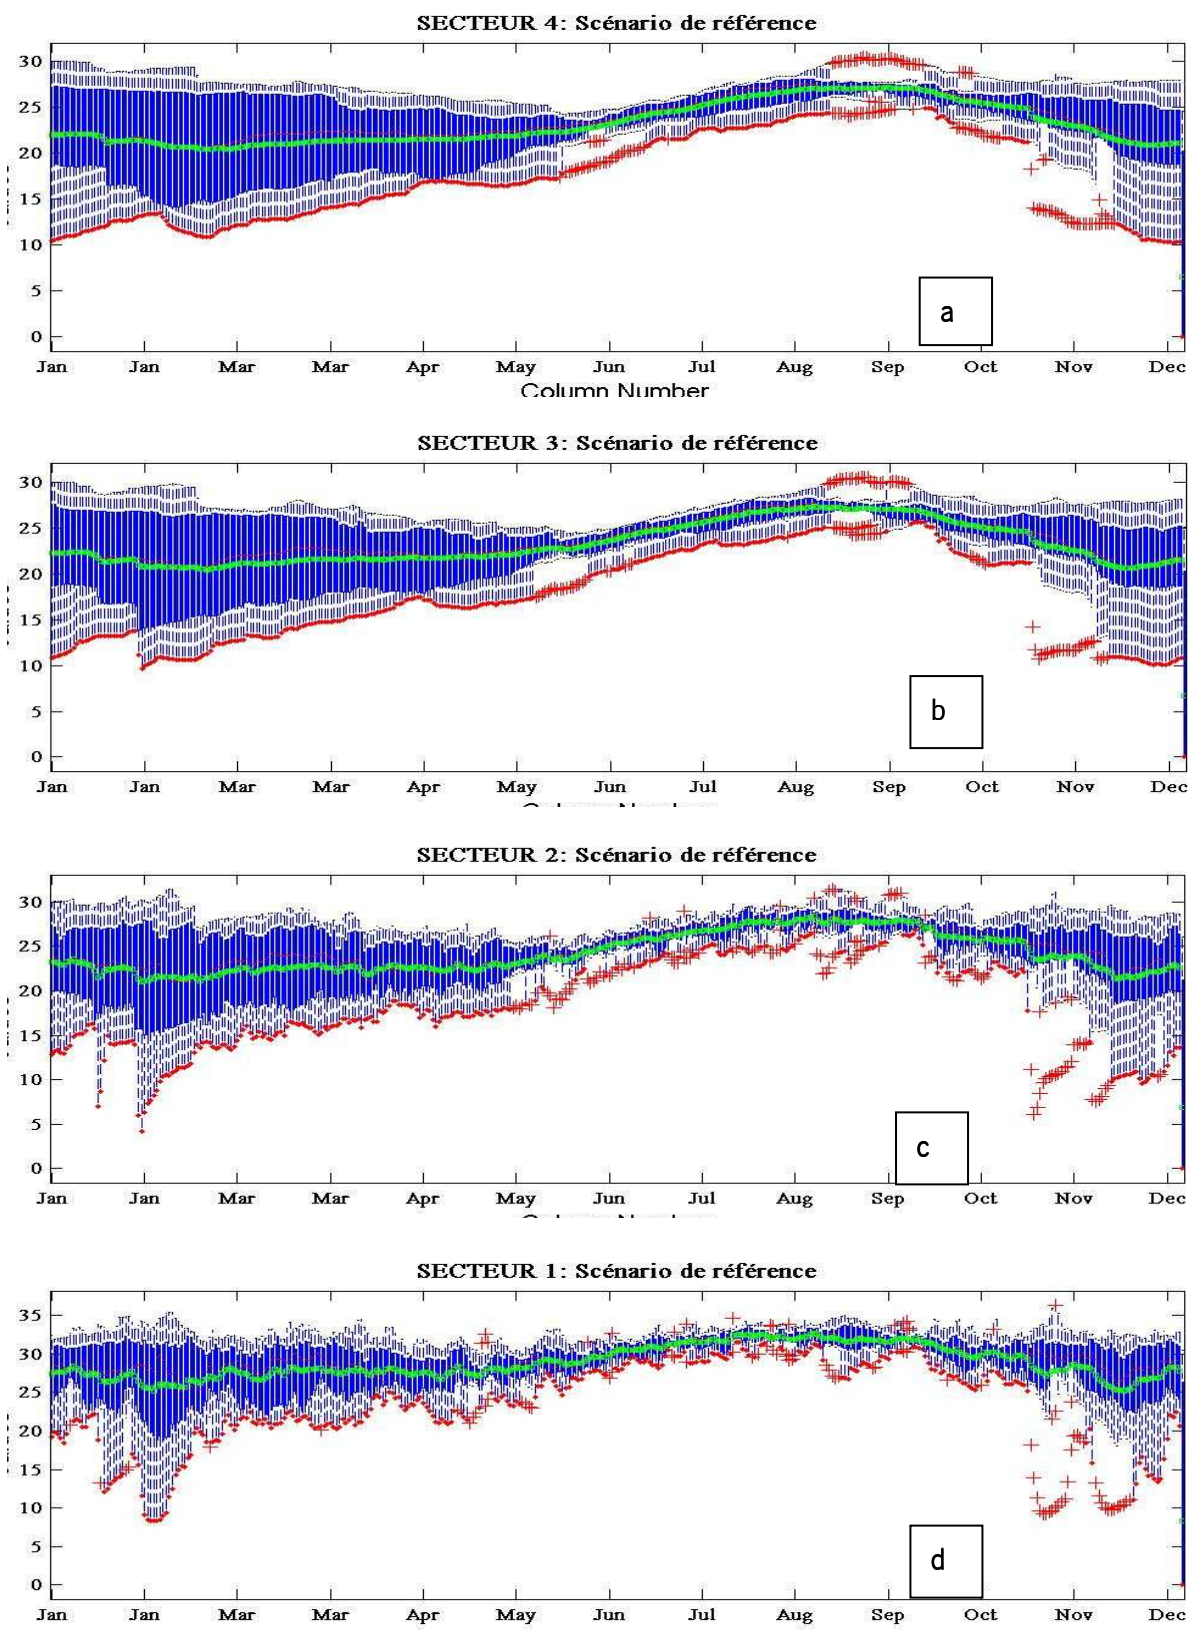 SECTEUR 4: Scénario de référence
30
25
20
15
10
5
0
a
Jan Jan Mar Mar Apr May Jun Jul Aug Sep Oct Nov Dec
Column Number
SECTEUR 3: Scénario de référence
30
25
20
15
10
5
0
b
Jan Jan Mar Mar Apr May Jun Jul Aug Sep Oct Nov Dec
SECTEUR 2: Scénario de référence
30
25
20
15
10
5
0
c
Jan Jan Mar Mar Apr May Jun Jul Aug Sep Oct Nov Dec
SECTEUR 1: Scénario de référence
35
30
25
20
15
10
5
0
d
Jan Jan Mar Mar Apr May Jun Jul Aug Sep Oct Nov Dec